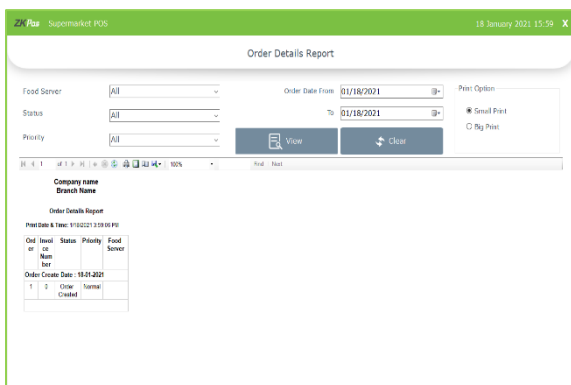 ZKPos Supermarket POS 18 January 2021 15:59 X
Order Details Report
Food Server All Order Date From 01/18/2021 Print Option
Status All To 01/18/2021 Small Print
Big Print
Priority All View Clear
1 of 1 100% Find Next
Company name
Branch Name
Order Details Report
Print Date & Time: 1/18/2021 3:59:06 PM
Ord Invoi Status Priority Food
er ce Server
Num
ber
Order Create Date : 18-01-2021
1 0 Order Normal
Created